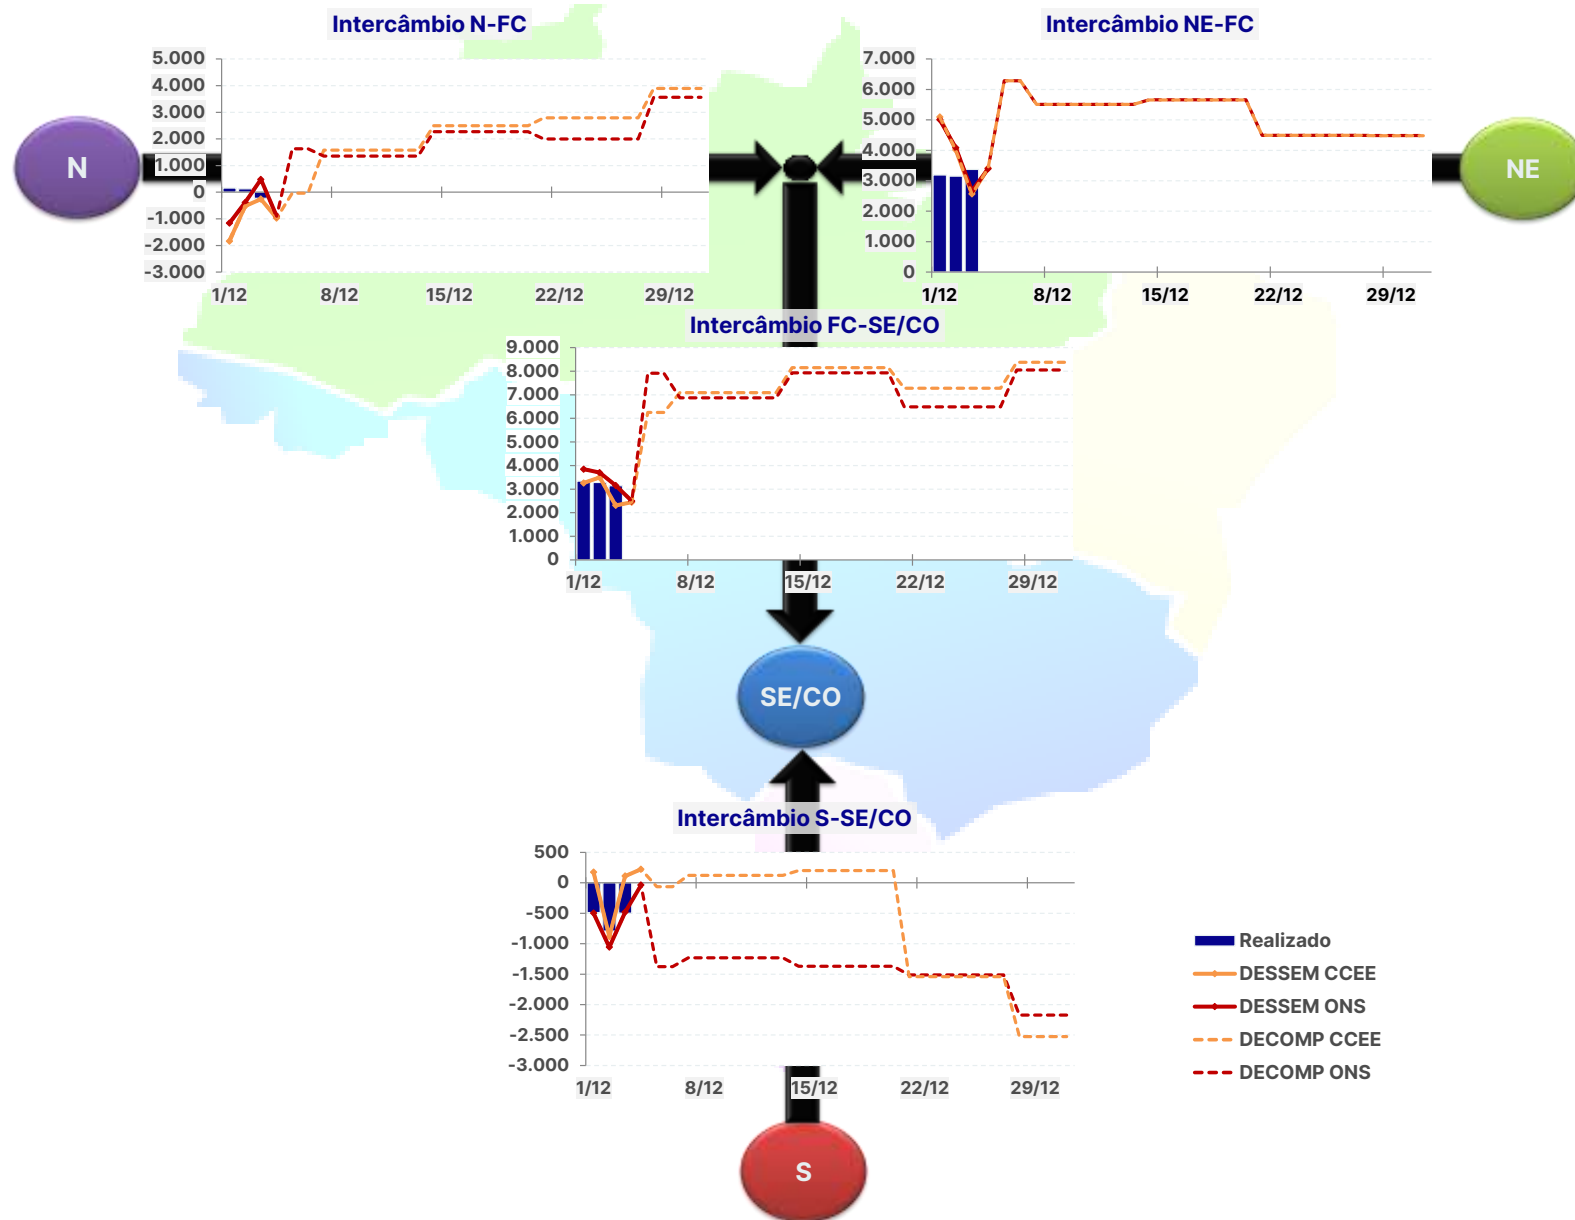 Intercâmbio N-FC
5.000
4.000
3.000
2.000
1.000
0
-1.000
-2.000
-3.000
1/12 8/12 15/12 22/12 29/12
Intercâmbio NE-FC
7.000
6.000
5.000
4.000
3.000
2.000
1.000
0
1/12 8/12 15/12 22/12 29/12
N
NE
Intercâmbio FC-SE/CO
9.000
8.000
7.000
6.000
5.000
4.000
3.000
2.000
1.000
0
1/12 8/12 15/12 22/12 29/12
SE/CO
Intercâmbio S-SE/CO
500
0
-500
-1.000
-1.500
-2.000
-2.500
-3.000
1/12 8/12 15/12 22/12 29/12
Realizado
DESSEM CCEE
DESSEM ONS
DECOMP CCEE
DECOMP ONS
S